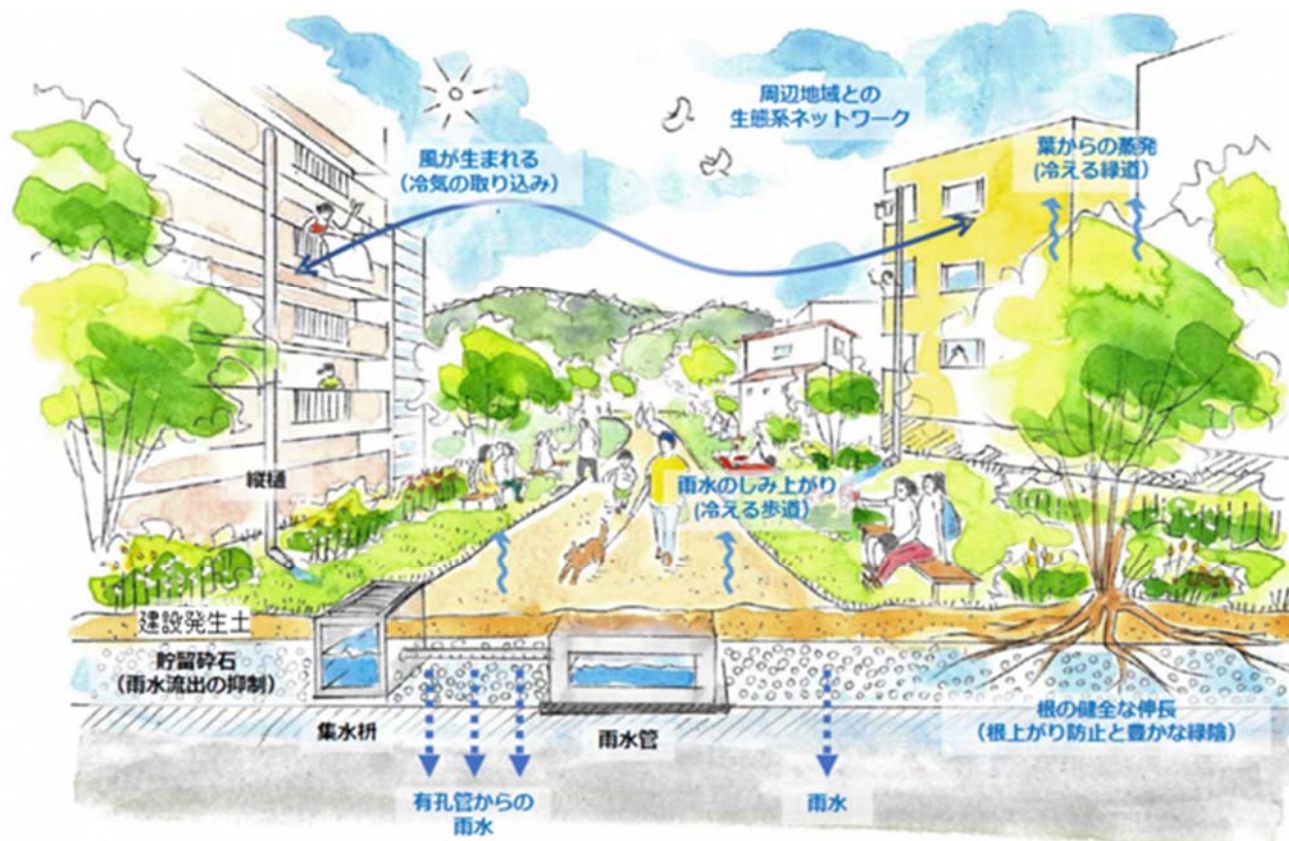 周辺地域との
生態系ネットワーク
風が生まれる
（冷気の取り込み）
葉からの蒸発
(冷える緑道）
縦樋
雨水のしみ上がり
(冷える歩道）
建設発生土
貯留砕石
（雨水流出の抑制）
集水枡
雨水管
根の健全な伸長
（根上がり防止と豊かな緑陰）
有孔管からの
雨水
雨水